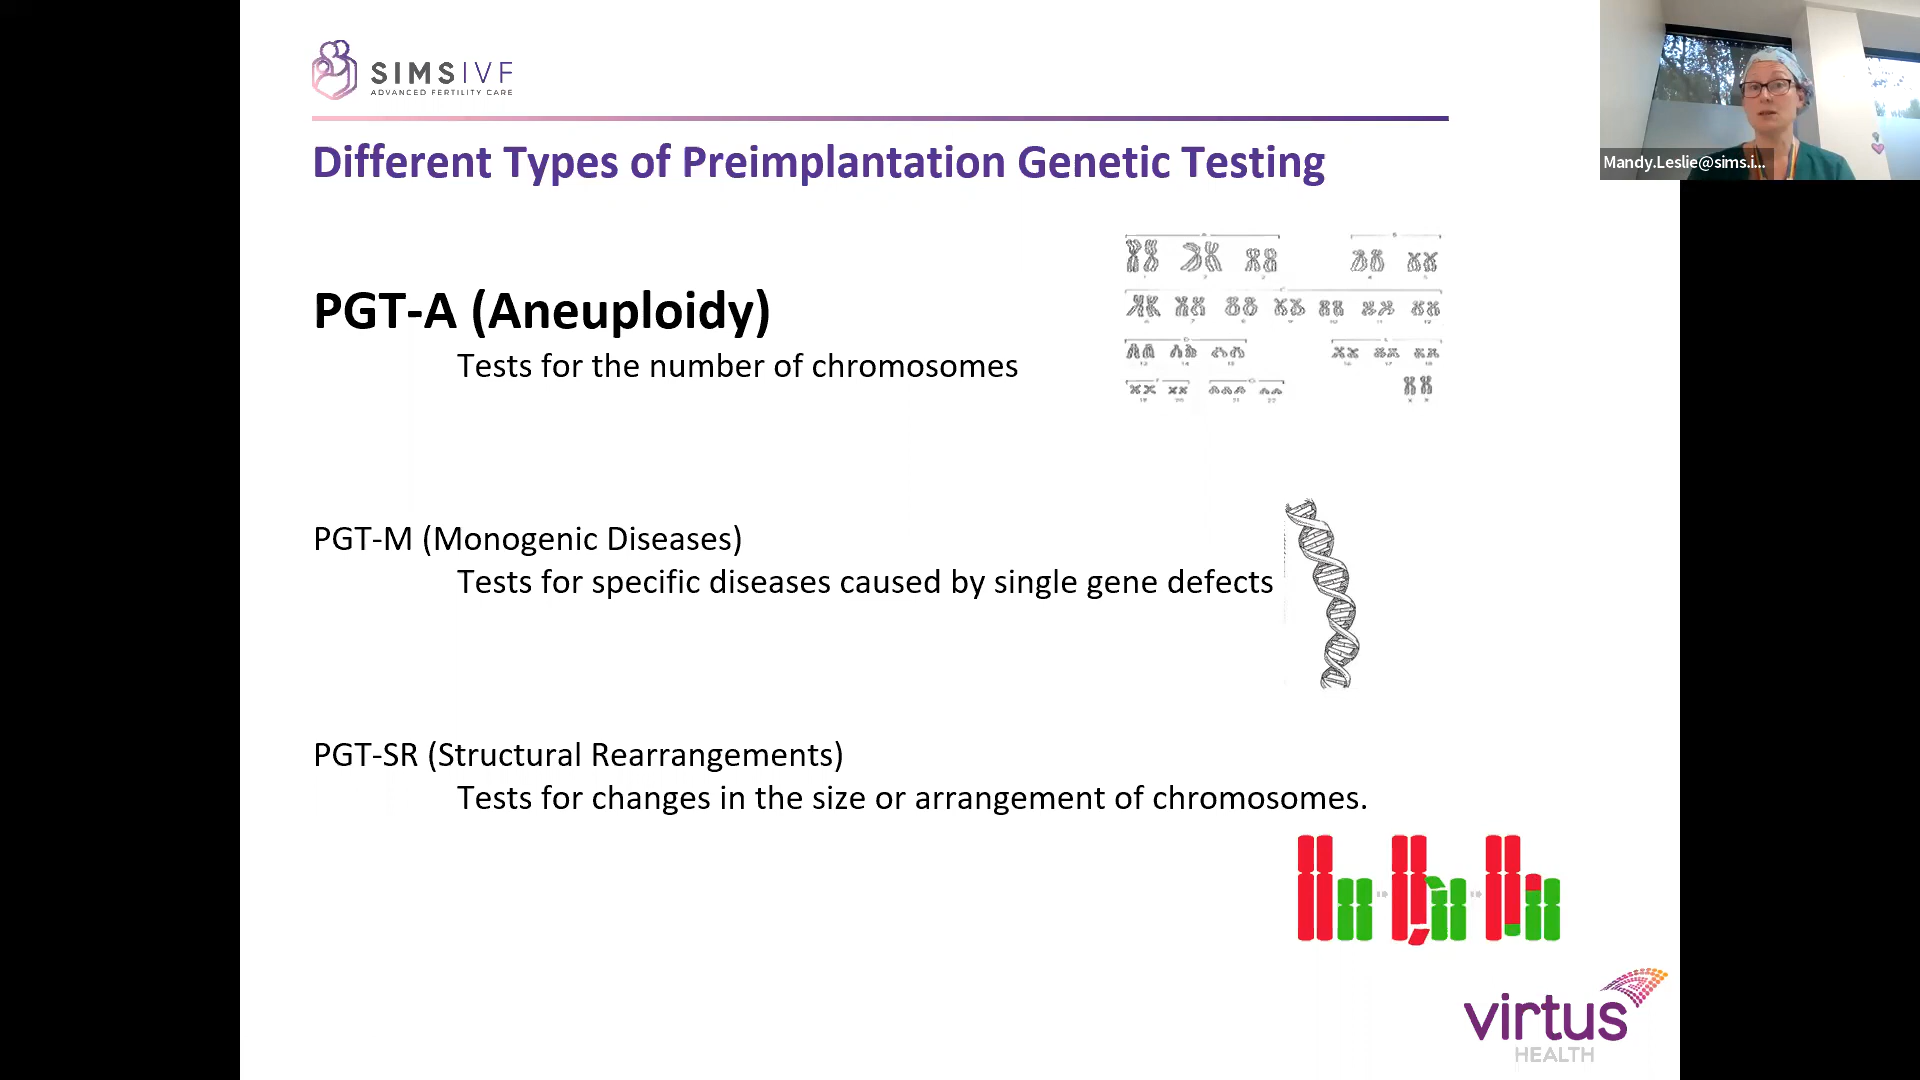 SIMSIVF
ADVANCED FERTILITY CARE
Mandy.Leslie@sims.i...
Different Types of Preimplantation Genetic Testing
PGT-A (Aneuploidy)
Tests for the number of chromosomes
PGT-M (Monogenic Diseases)
Tests for specific diseases caused by single gene defects
PGT-SR (Structural Rearrangements)
Tests for changes in the size or arrangement of chromosomes.
virtus
HEALTH